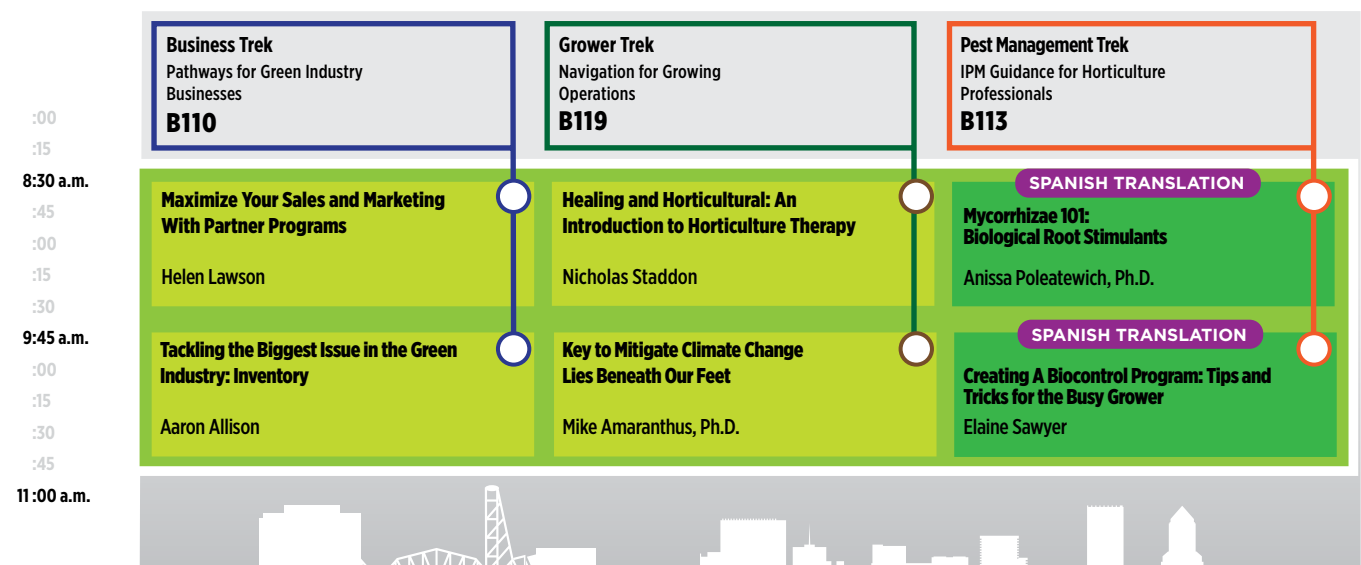 Business Trek
Pathways for Green Industry
Businesses
B110
Grower Trek
Navigation for Growing
Operations
B119
Pest Management Trek
IPM Guidance for Horticulture
Professionals
B113
:00
:15
8:30 a.m.
:45
:00
:15
:30
9:45 a.m.
:00
:15
:30
:45
11:00 a.m.
Maximize Your Sales and Marketing
With Partner Programs
Helen Lawson
Healing and Horticultural: An
Introduction to Horticulture Therapy
Nicholas Staddon
SPANISH TRANSLATION
Mycorrhizae 101:
Biological Root Stimulants
Anissa Poleatewich, Ph.D.
Tackling the Biggest Issue in the Green
Industry: Inventory
Aaron Allison
Key to Mitigate Climate Change
Lies Beneath Our Feet
Mike Amaranthus, Ph.D.
SPANISH TRANSLATION
Creating A Biocontrol Program: Tips and
Tricks for the Busy Grower
Elaine Sawyer